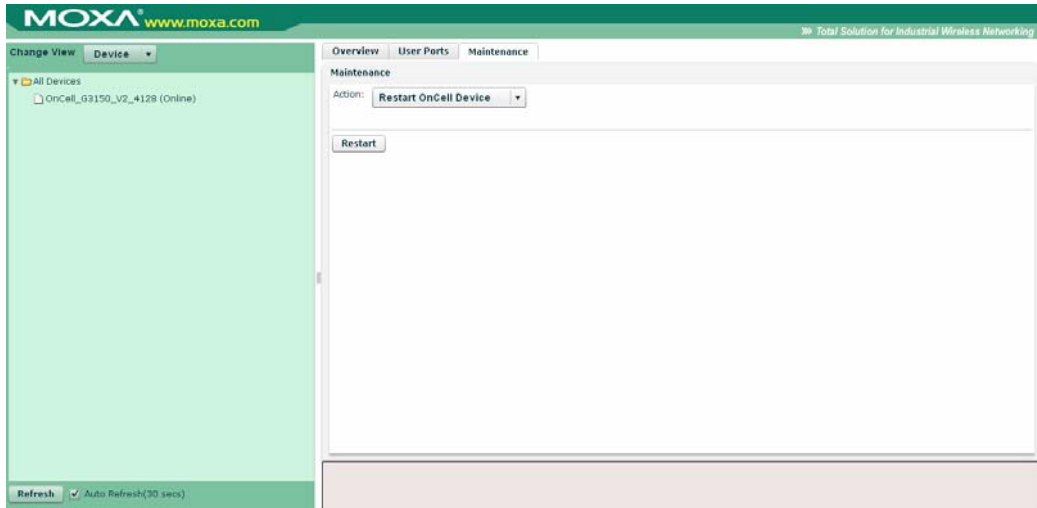 MOXA® www.moxa.com
Total Solution for Industrial Wireless Networking
Change View Device
All Devices
OnCell_G3150_V2_4128 (Online)
Refresh Auto Refresh(30 secs)
Overview User Ports Maintenance
Maintenance
Action: Restart OnCell Device
Restart